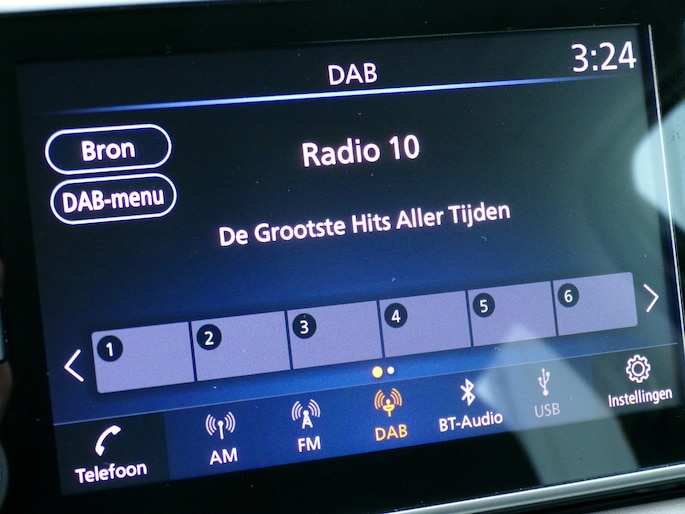 DAB
3:24
Bron
Radio 10
DAB-menu
De Grootste Hits Aller Tijden
1 2 3 4 5 6
Telefoon AM FM DAB BT-Audio USB Instellingen